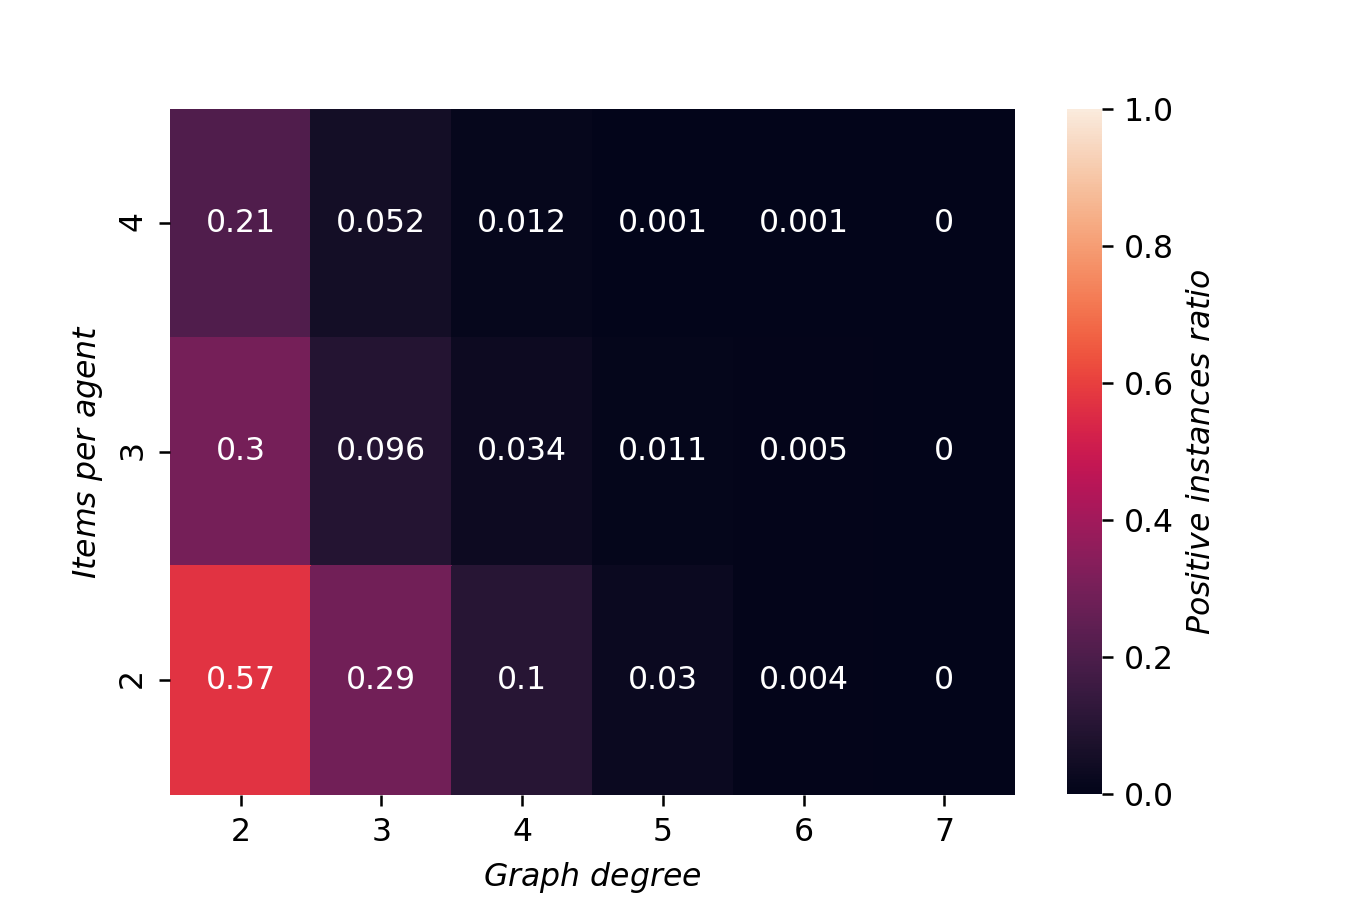 4 0.21 0.052 0.012 0.001 0.001 0
3 0.3 0.096 0.034 0.011 0.005 0
2 0.57 0.29 0.1 0.03 0.004 0
2 3 4 5 6 7
Graph degree
Items per agent
1.0
0.8
0.6
0.4
0.2
0.0
Positive instances ratio